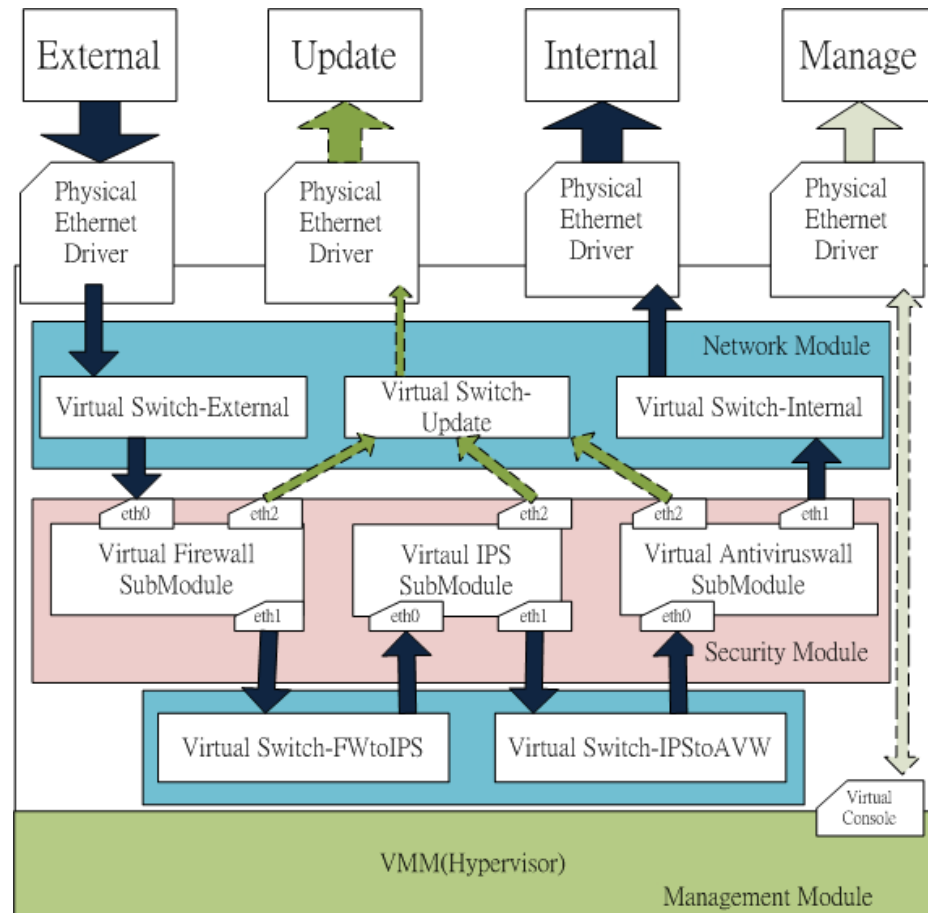 External
Update
Internal
Manage
Physical
Ethernet
Driver
Physical
Ethernet
Driver
Physical
Ethernet
Driver
Physical
Ethernet
Driver
Network Module
Virtual Switch-External
Virtual Switch-
Update
Virtual Switch-Internal
eth0
eth2
eth2
eth2
eth1
Virtual Firewall
SubModule
Virtaul IPS
SubModule
Virtual Antiviruswall
SubModule
eth1
eth0
eth1
eth0
Security Module
Virtual Switch-FWtoIPS
Virtual Switch-IPStoAVW
Virtual
Console
VMM(Hypervisor)
Management Module